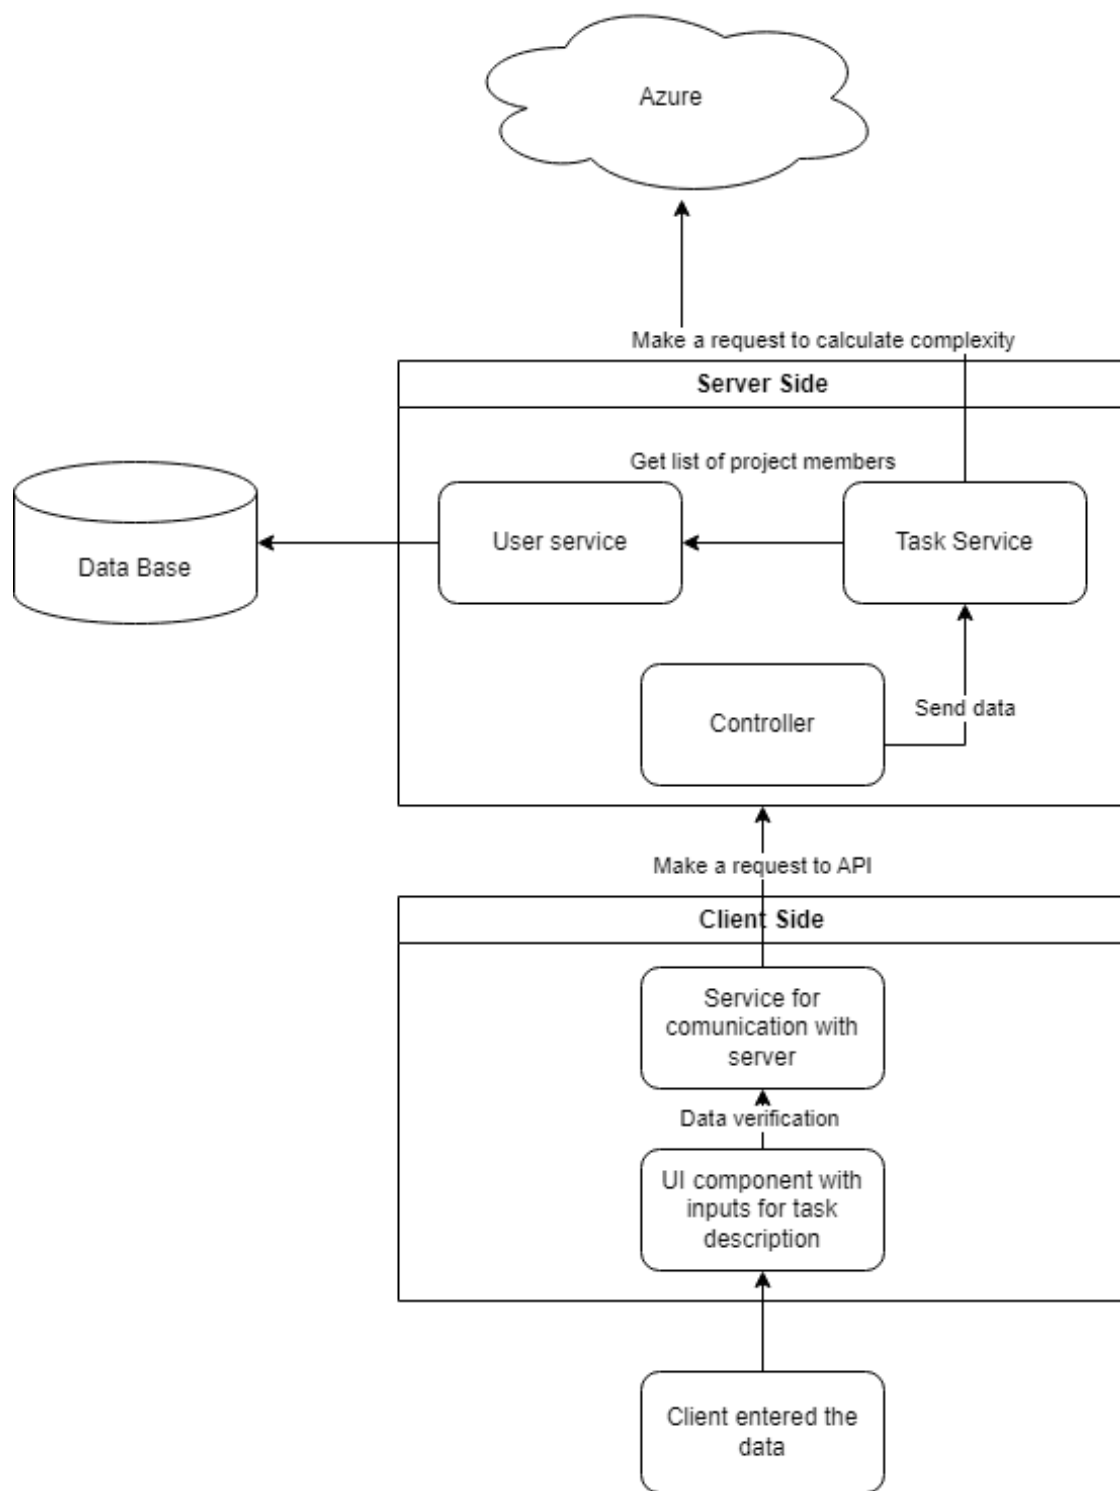 Azure
Make a request to calculate complexity
Server Side
Get list of project members
User service
Task Service
Data Base
Controller
Send data
Make a request to API
Client Side
Service for
comunication with
server
Data verification
UI component with
inputs for task
description
Client entered the
data